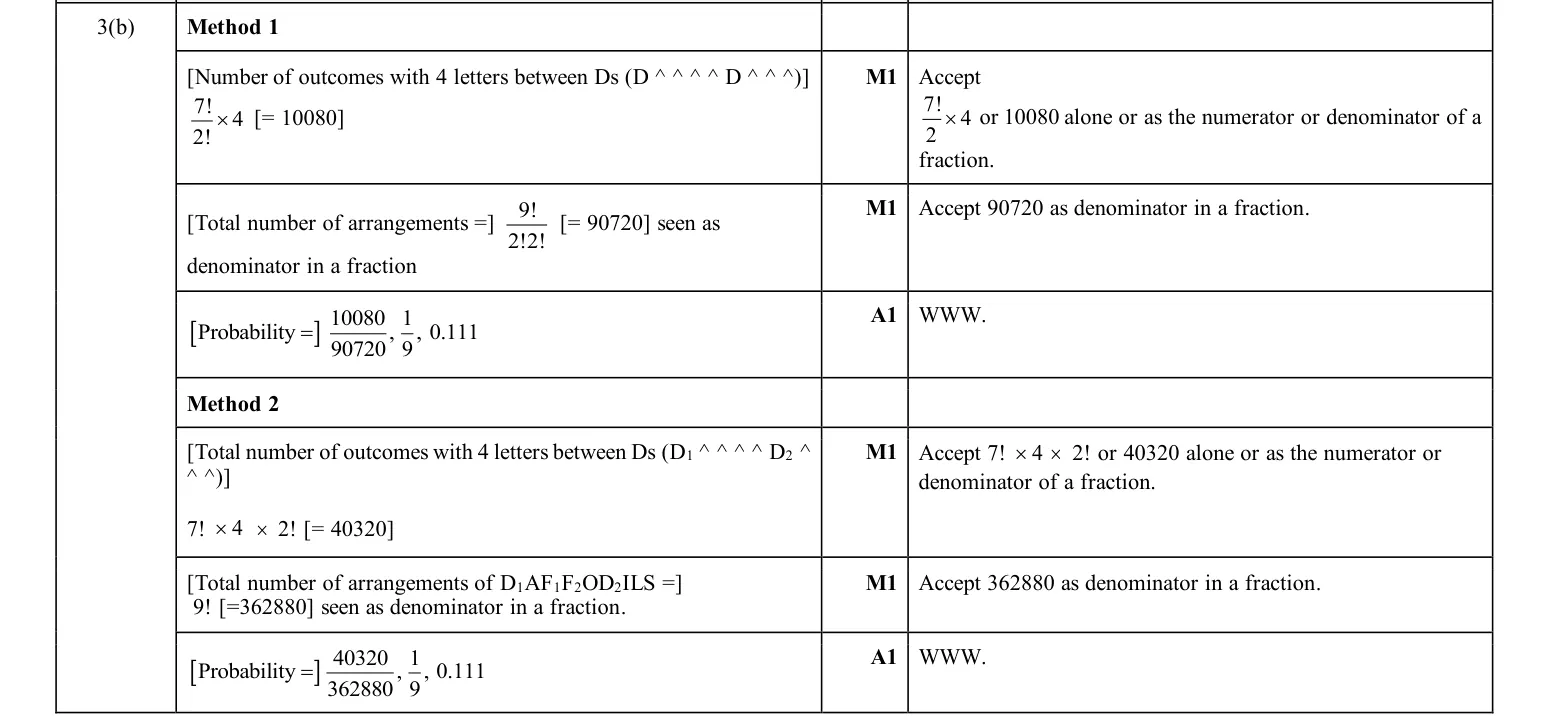 3(b)
Method 1
[Number of outcomes with 4 letters between Ds (D ^ ^ ^ ^ D ^ ^ ^)]
7!/2! × 4 [= 10080]
M1
Accept
7!/2 × 4 or 10080 alone or as the numerator or denominator of a
fraction.
[Total number of arrangements =] 9!/2!2! [= 90720] seen as
denominator in a fraction
M1
Accept 90720 as denominator in a fraction.
[Probability =] 10080/90720, 1/9, 0.111
A1
WWW.
Method 2
[Total number of outcomes with 4 letters between Ds (D₁ ^ ^ ^ ^ D₂ ^
^ ^)]
7! × 4 × 2! [= 40320]
M1
Accept 7! × 4 × 2! or 40320 alone or as the numerator or
denominator of a fraction.
[Total number of arrangements of D₁AF₁F₂OD₂ILS =]
9! [=362880] seen as denominator in a fraction.
M1
Accept 362880 as denominator in a fraction.
[Probability =] 40320/362880, 1/9, 0.111
A1
WWW.